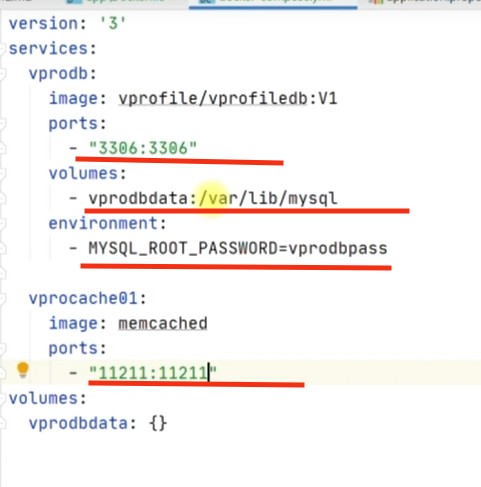 version: '3'
services:
  vprodb:
    image: vprofile/vprofiledb:V1
    ports:
      - "3306:3306"
    volumes:
      - vprodbdata:/var/lib/mysql
    environment:
      - MYSQL_ROOT_PASSWORD=vprodbpass
  vprocache01:
    image: memcached
    ports:
      - "11211:11211"
volumes:
  vprodbdata: {}